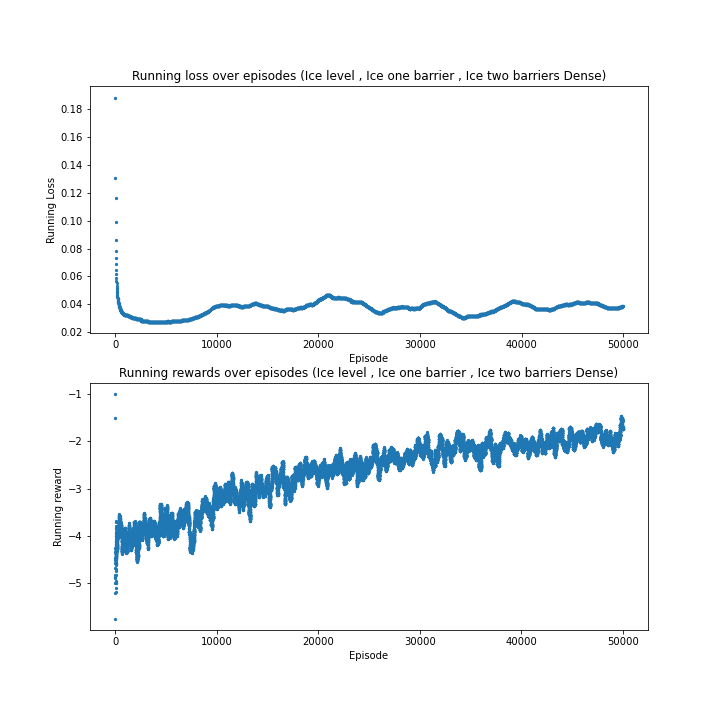 Running loss over episodes (Ice level , Ice one barrier , Ice two barriers Dense)
0.18
0.16
0.14
0.12
0.10
0.08
0.06
0.04
0.02
Running Loss
0 10000 20000 30000 40000 50000
Episode
Running rewards over episodes (Ice level , Ice one barrier , Ice two barriers Dense)
−1
−2
−3
−4
−5
Running reward
0 10000 20000 30000 40000 50000
Episode